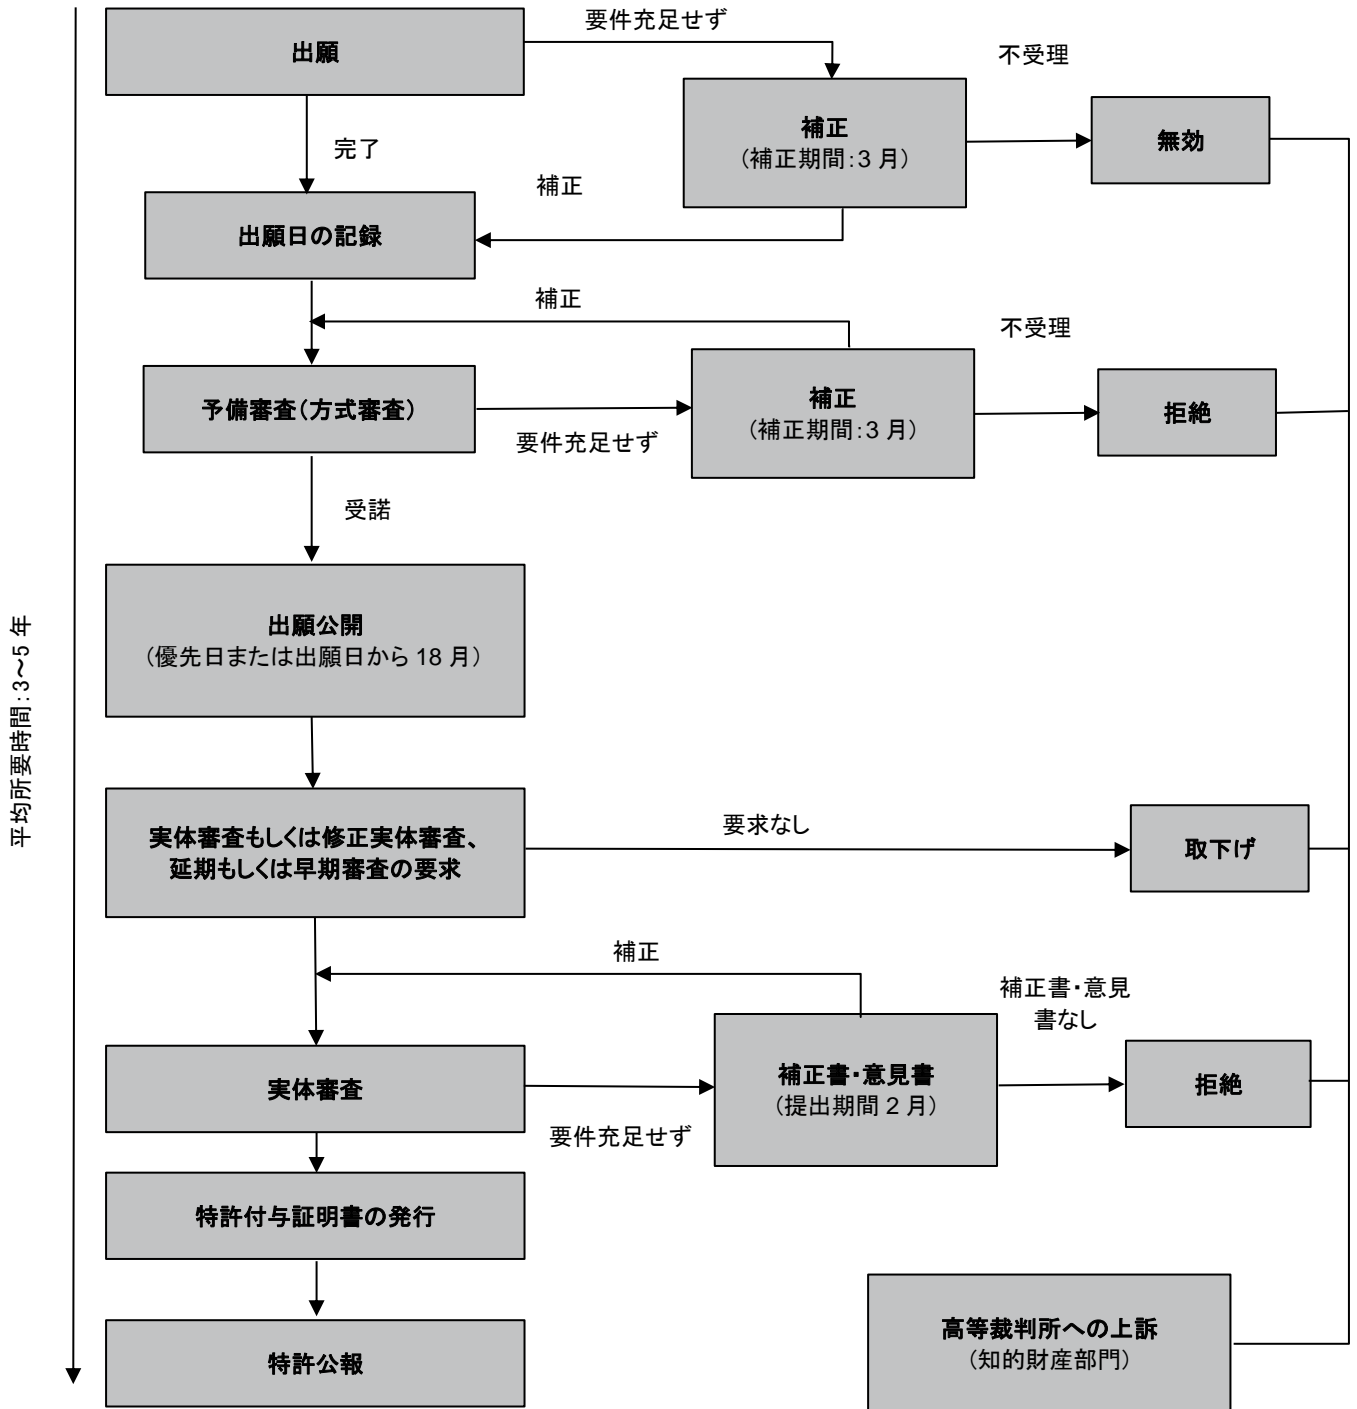 要件充足せず
出願
不受理
補正
(補正期間:3 月)
無効
完了
補正
出願日の記録
補正
不受理
予備審査(方式審査)
補正
(補正期間:3 月)
拒絶
要件充足せず
受諾
出願公開
(優先日または出願日から 18 月)
平均所要時間:3~5 年
実体審査もしくは修正実体審査、
延期もしくは早期審査の要求
要求なし
取下げ
補正
補正書・意見
書なし
実体審査
補正書・意見書
(提出期間 2 月)
拒絶
要件充足せず
特許付与証明書の発行
特許公報
高等裁判所への上訴
(知的財産部門)